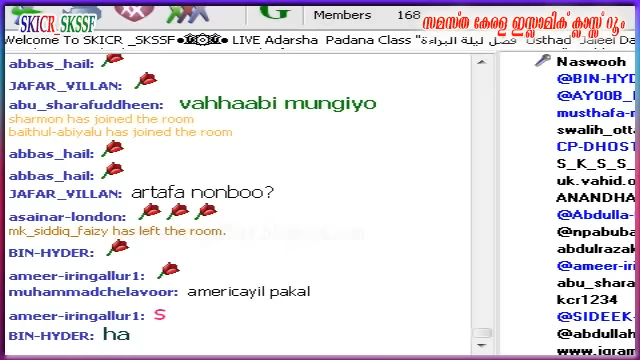 SKICR SKSSF
G
Members 168
സമസ്ത കേരള ഇസ്ലാമിക് ക്ലാസ്സ് റൂം
Welcome To SKICR _SKSSF LIVE Adarsha Padana Class "فضل ليلة البراءة" Usthad Jaleel Da
abbas_hail:
JAFAR_VILLAN:
abu_sharafuddheen: vahhaabi mungiyo
sharmon has joined the room
baithul-abiyalu has joined the room
abbas_hail:
abbas_hail:
JAFAR_VILLAN: artafa nonboo?
asainar-london:
mk_siddiq_faizy has left the room.
BIN-HYDER:
ameer-iringallur1:
muhammadchelavoor: americayil pakal
ameer-iringallur1: S
BIN-HYDER: ha
Naswooh
@BIN-HY
@AYOOB_
musthafa-r
swalih_ott
CP-DHOST
S_K_S_S_
uk.vahid.o
ANANDHA
@Abdulla-
@npabuba
abdulrazak
@ameer-iri
abu_shara
kcr1234
@SIDEEK-
@abdullah
www.igram